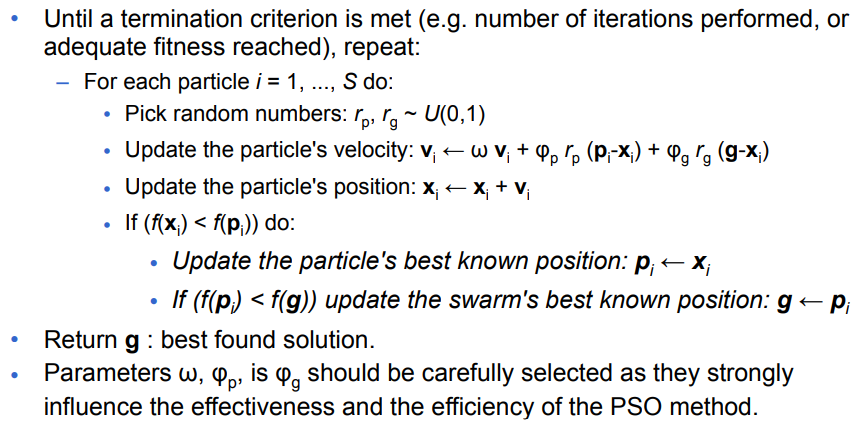 • Until a termination criterion is met (e.g. number of iterations performed, or
adequate fitness reached), repeat:
– For each particle i = 1, ..., S do:
• Pick random numbers: rₚ, r_g ~ U(0,1)
• Update the particle's velocity: vᵢ ← ω vᵢ + φₚ rₚ (pᵢ-xᵢ) + φ_g r_g (g-xᵢ)
• Update the particle's position: xᵢ ← xᵢ + vᵢ
• If (f(xᵢ) < f(pᵢ)) do:
• Update the particle's best known position: pᵢ ← xᵢ
• If (f(pᵢ) < f(g)) update the swarm's best known position: g ← pᵢ
• Return g : best found solution.
• Parameters ω, φₚ, is φ_g should be carefully selected as they strongly
influence the effectiveness and the efficiency of the PSO method.